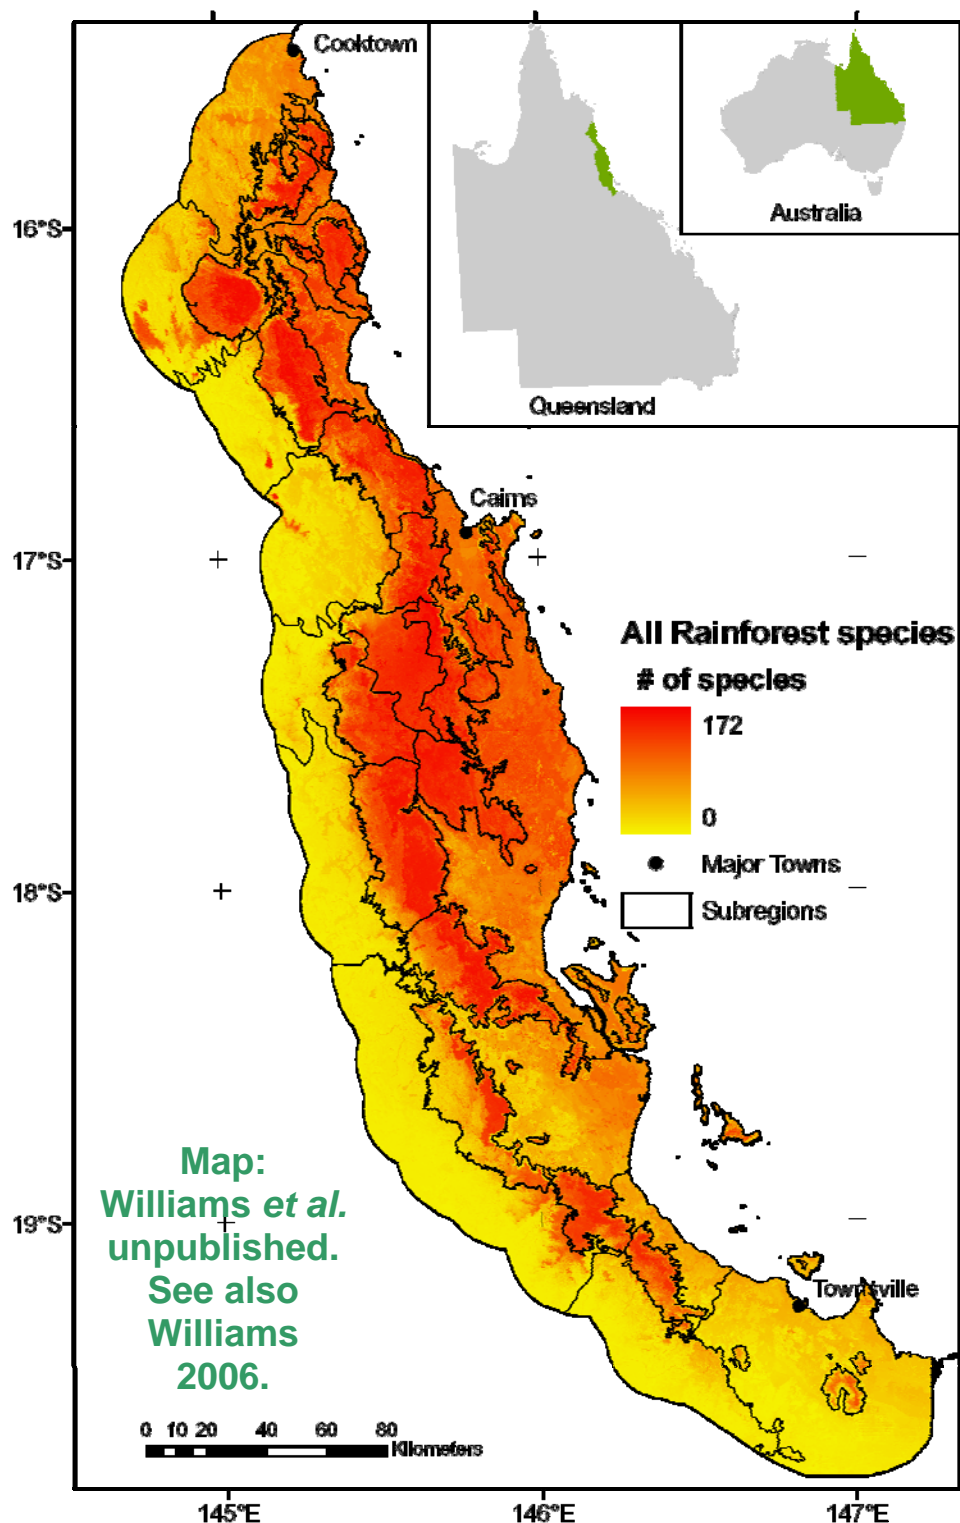 Cooktown
Australia
Queensland
16°S
Cairns
17°S
All Rainforest species
# of species
172
0
Major Towns
Subregions
18°S
Map:
Williams et al.
unpublished.
See also
Williams
2006.
19°S
Townsville
0 10 20 40 60 80
Kilometers
145°E 146°E 147°E